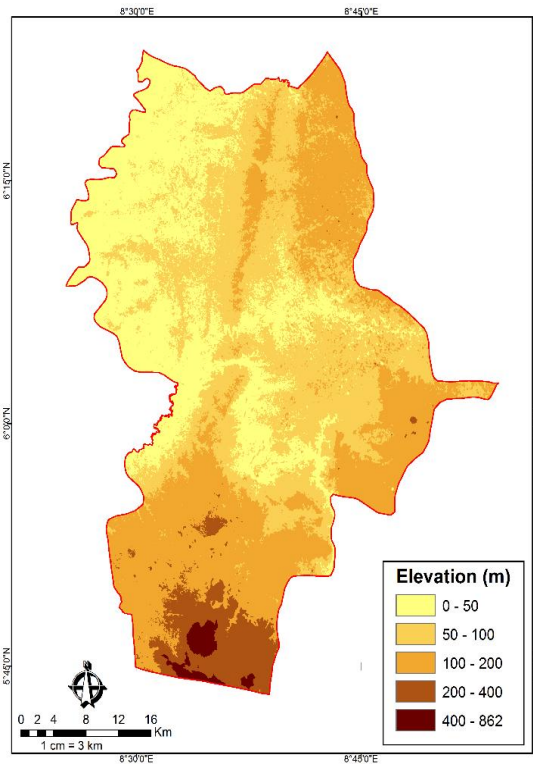 8°30'0"E 8°45'0"E
6°15'0"N
6°0'0"N
5°45'0"N
Elevation (m)
0 - 50
50 - 100
100 - 200
200 - 400
400 - 862
0 2 4 8 12 16
Km
1 cm = 3 km
8°30'0"E 8°45'0"E